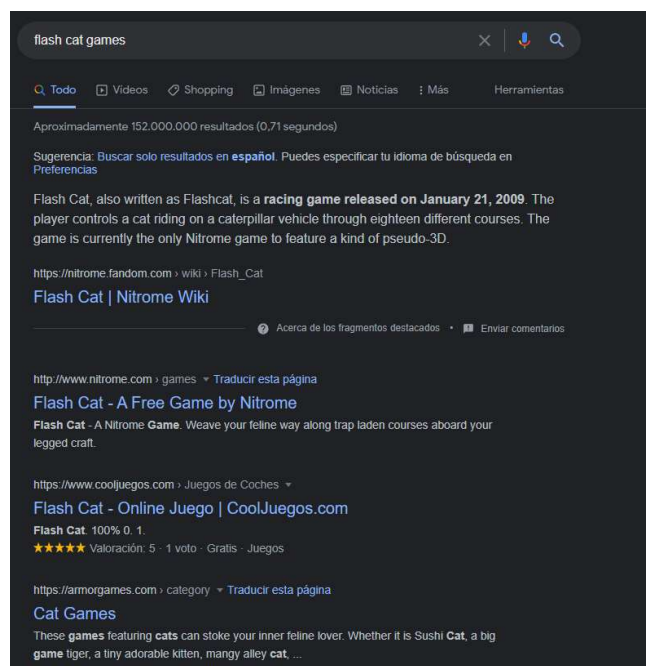 flash cat games
Todo Vídeos Shopping Imágenes Noticias Más Herramientas
Aproximadamente 152.000.000 resultados (0,71 segundos)
Sugerencia: Buscar solo resultados en español. Puedes especificar tu idioma de búsqueda en
Preferencias
Flash Cat, also written as Flashcat, is a racing game released on January 21, 2009. The
player controls a cat riding on a caterpillar vehicle through eighteen different courses. The
game is currently the only Nitrome game to feature a kind of pseudo-3D.
https://nitrome.fandom.com › wiki › Flash_Cat
Flash Cat | Nitrome Wiki
Acerca de los fragmentos destacados • Enviar comentarios
http://www.nitrome.com › games Traducir esta página
Flash Cat - A Free Game by Nitrome
Flash Cat - A Nitrome Game. Weave your feline way along trap laden courses aboard your
legged craft.
https://www.cooljuegos.com › Juegos de Coches
Flash Cat - Online Juego | CoolJuegos.com
Flash Cat. 100% 0. 1.
★★★★★ Valoración: 5 · 1 voto · Gratis · Juegos
https://armorgames.com › category Traducir esta página
Cat Games
These games featuring cats can stoke your inner feline lover. Whether it is Sushi Cat, a big
game tiger, a tiny adorable kitten, mangy alley cat, ...